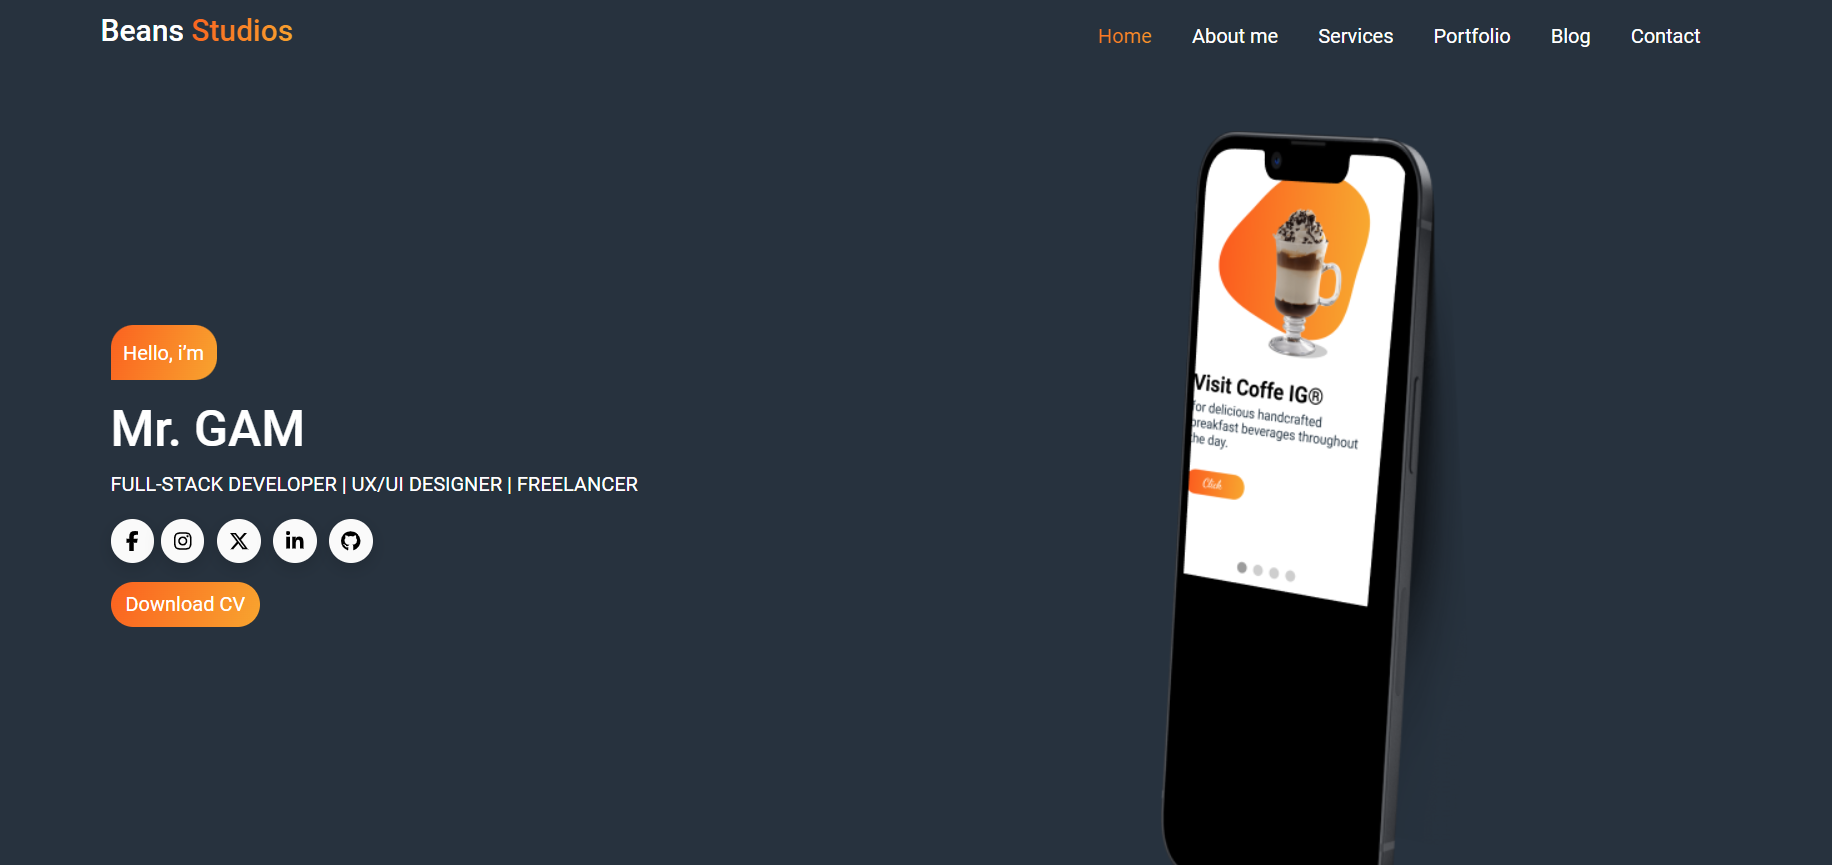 Beans Studios
Home About me Services Portfolio Blog Contact
Hello, i'm
Mr. GAM
FULL-STACK DEVELOPER | UX/UI DESIGNER | FREELANCER
Download CV
Visit Coffe IG®
for delicious handcrafted
breakfast beverages throughout
the day.
Click